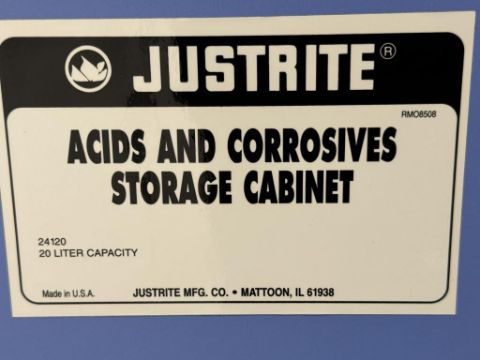 JUSTRITE®
RMO8508
ACIDS AND CORROSIVES
STORAGE CABINET
24120
20 LITER CAPACITY
Made in U.S.A.
JUSTRITE MFG. CO. • MATTOON, IL 61938